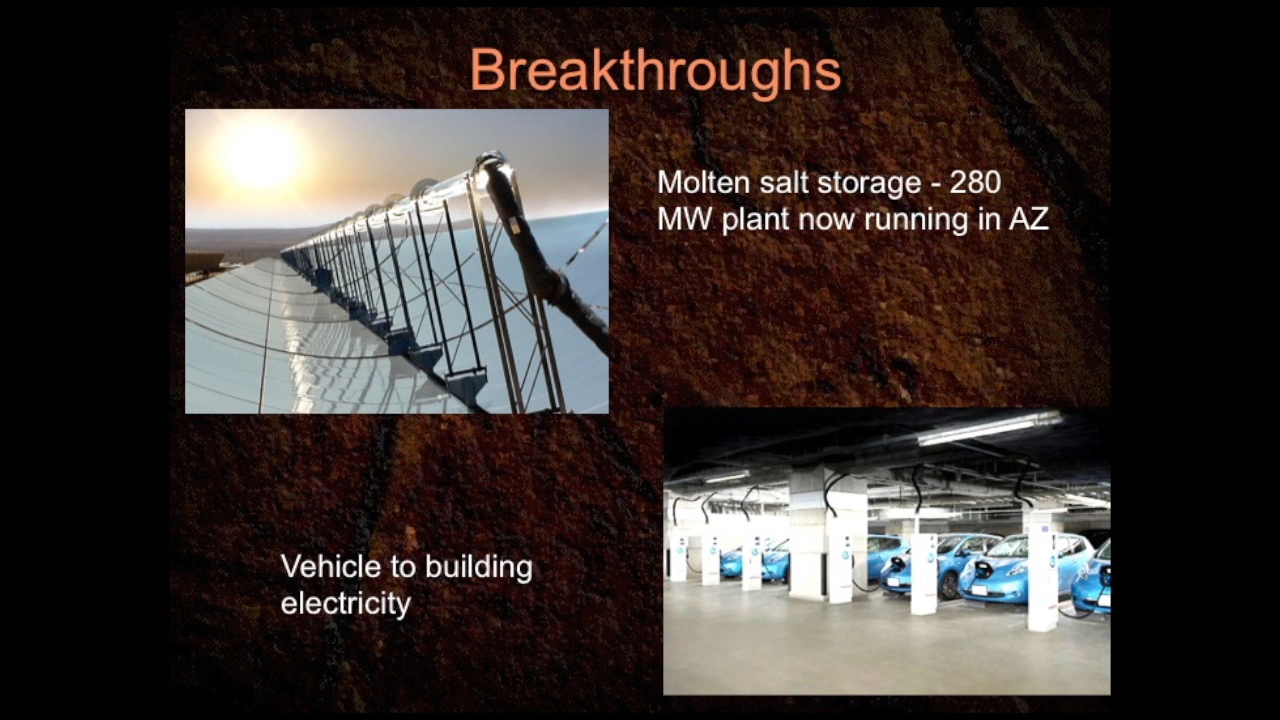 Breakthroughs
Molten salt storage - 280
MW plant now running in AZ
Vehicle to building
electricity